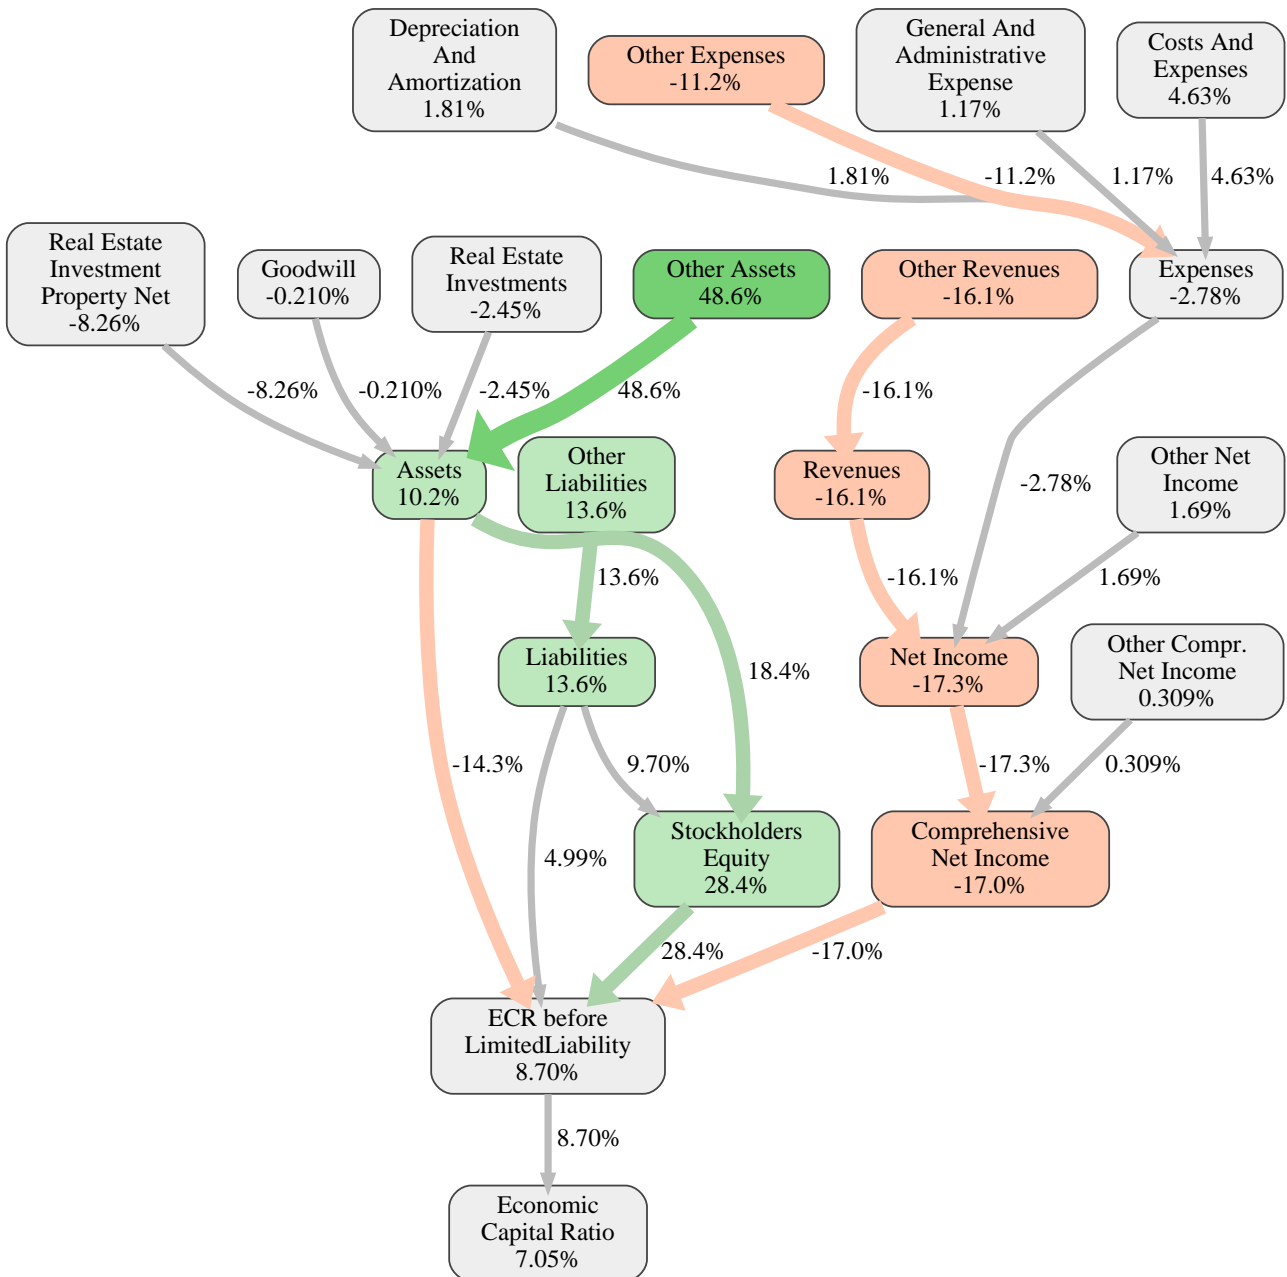 Depreciation
And
Amortization
1.81%
Other Expenses
-11.2%
General And
Administrative
Expense
1.17%
Costs And
Expenses
4.63%
1.81%
-11.2%
1.17%
4.63%
Real Estate
Investment
Property Net
-8.26%
Goodwill
-0.210%
Real Estate
Investments
-2.45%
Other Assets
48.6%
Other Revenues
-16.1%
Expenses
-2.78%
-8.26%
-0.210%
-2.45%
48.6%
-16.1%
-2.78%
Assets
10.2%
Other
Liabilities
13.6%
Revenues
-16.1%
Other Net
Income
1.69%
13.6%
18.4%
-16.1%
1.69%
Liabilities
13.6%
Net Income
-17.3%
Other Compr.
Net Income
0.309%
-14.3%
4.99%
9.70%
-17.3%
0.309%
Stockholders
Equity
28.4%
Comprehensive
Net Income
-17.0%
28.4%
-17.0%
ECR before
LimitedLiability
8.70%
8.70%
Economic
Capital Ratio
7.05%